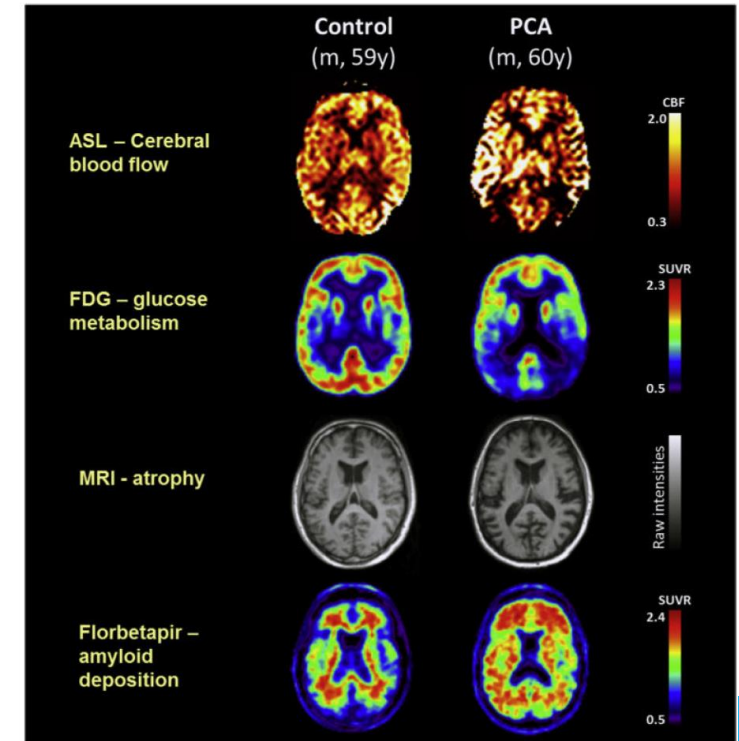 Control
(m, 59y)
PCA
(m, 60y)
ASL – Cerebral
blood flow
CBF
2.0
0.3
FDG – glucose
metabolism
SUVR
2.3
0.5
MRI - atrophy
Raw intensities
Florbetapir –
amyloid
deposition
SUVR
2.4
0.5